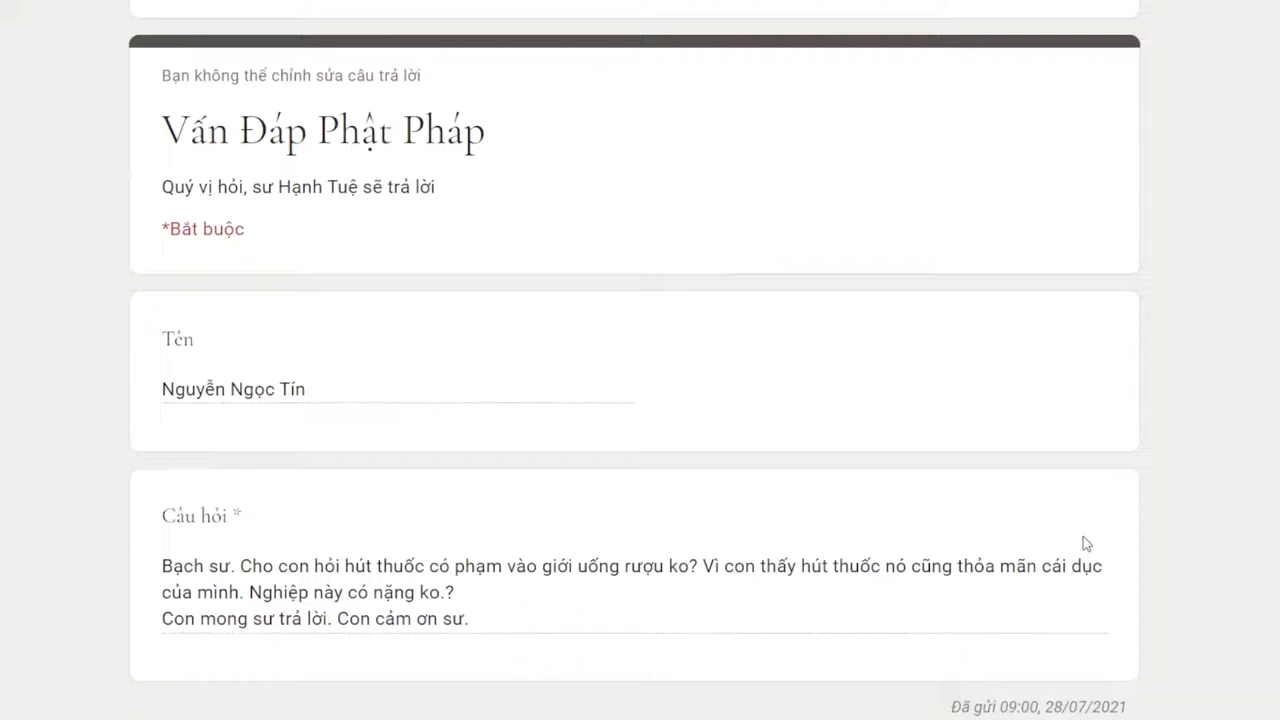 Bạn không thể chỉnh sửa câu trả lời
Vấn Đáp Phật Pháp
Quý vị hỏi, sư Hạnh Tuệ sẽ trả lời
*Bắt buộc
Tên
Nguyễn Ngọc Tín
Câu hỏi *
Bạch sư. Cho con hỏi hút thuốc có phạm vào giới uống rượu ko? Vì con thấy hút thuốc nó cũng thỏa mãn cái dục
của mình. Nghiệp này có nặng ko.?
Con mong sư trả lời. Con cảm ơn sư.
Đã gửi 09:00, 28/07/2021